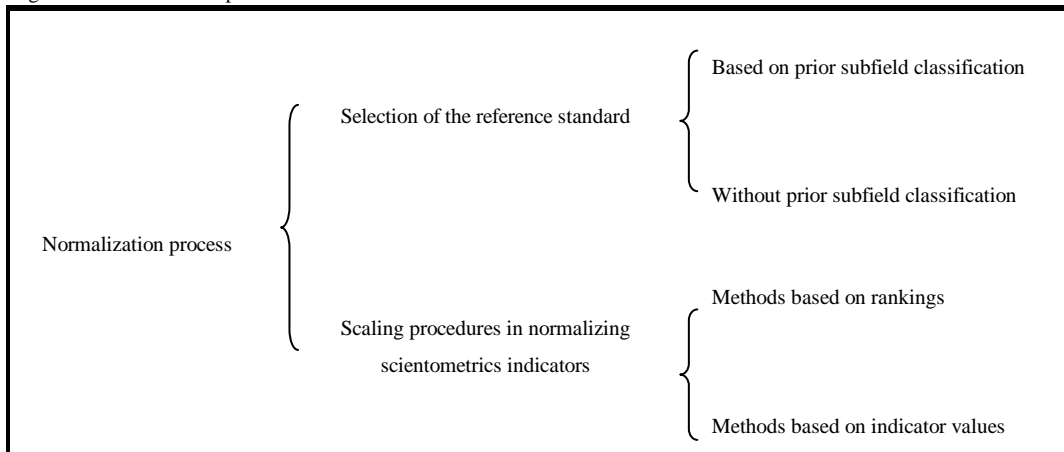 Based on prior subfield classification
Selection of the reference standard
Without prior subfield classification
Normalization process
Methods based on rankings
Scaling procedures in normalizing
scientometrics indicators
Methods based on indicator values